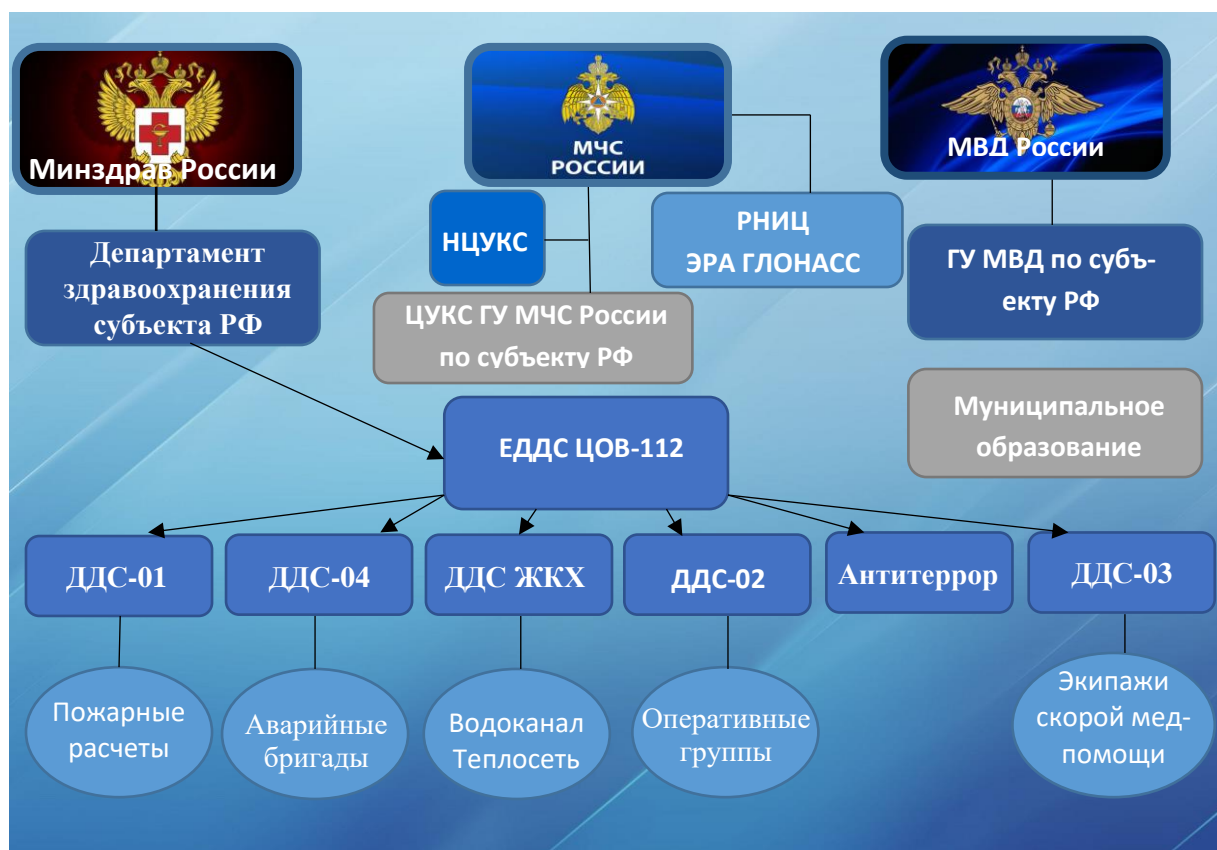 Минздрав России
МЧС
РОССИИ
МВД России
Департамент
здравоохранения
субъекта РФ
НЦУКС
РНИЦ
ЭРА ГЛОНАСС
ГУ МВД по субъ-
екту РФ
ЦУКС ГУ МЧС России
по субъекту РФ
Муниципальное
образование
ЕДДС ЦОВ-112
ДДС-01
ДДС-04
ДДС ЖКХ
ДДС-02
Антитеррор
ДДС-03
Пожарные
расчеты
Аварийные
бригады
Водоканал
Теплосеть
Оперативные
группы
Экипажи
скорой мед-
помощи